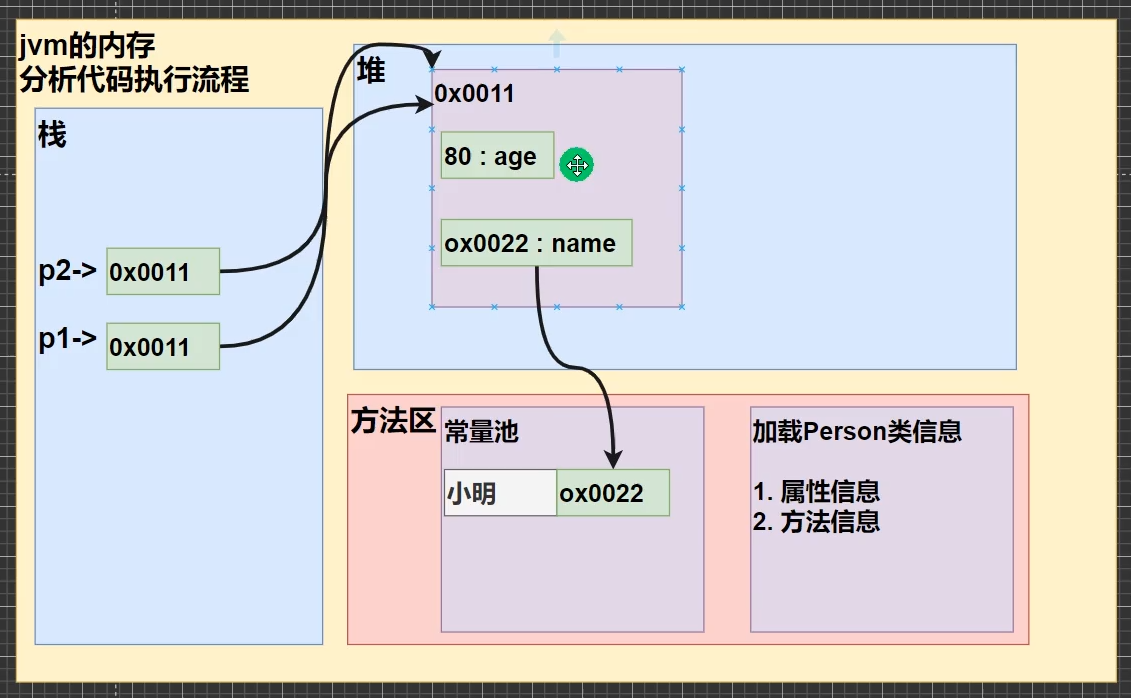 jvm的内存
分析代码执行流程
栈
p2->
0x0011
p1->
0x0011
堆
0x0011
80 : age
ox0022 : name
方法区
常量池
小明
ox0022
加载Person类信息
1. 属性信息
2. 方法信息